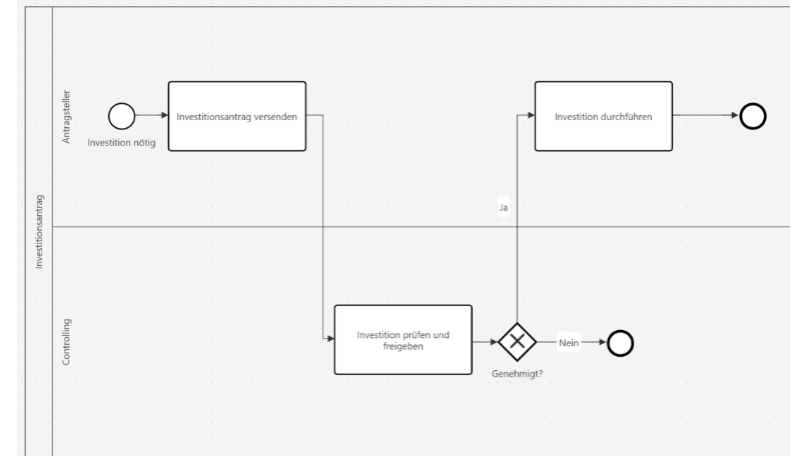 Investitionsantrag
Antragsteller
Investition nötig
Investitionsantrag versenden
Investition durchführen
Ja
Controlling
Investition prüfen und
freigeben
Genehmigt?
Nein